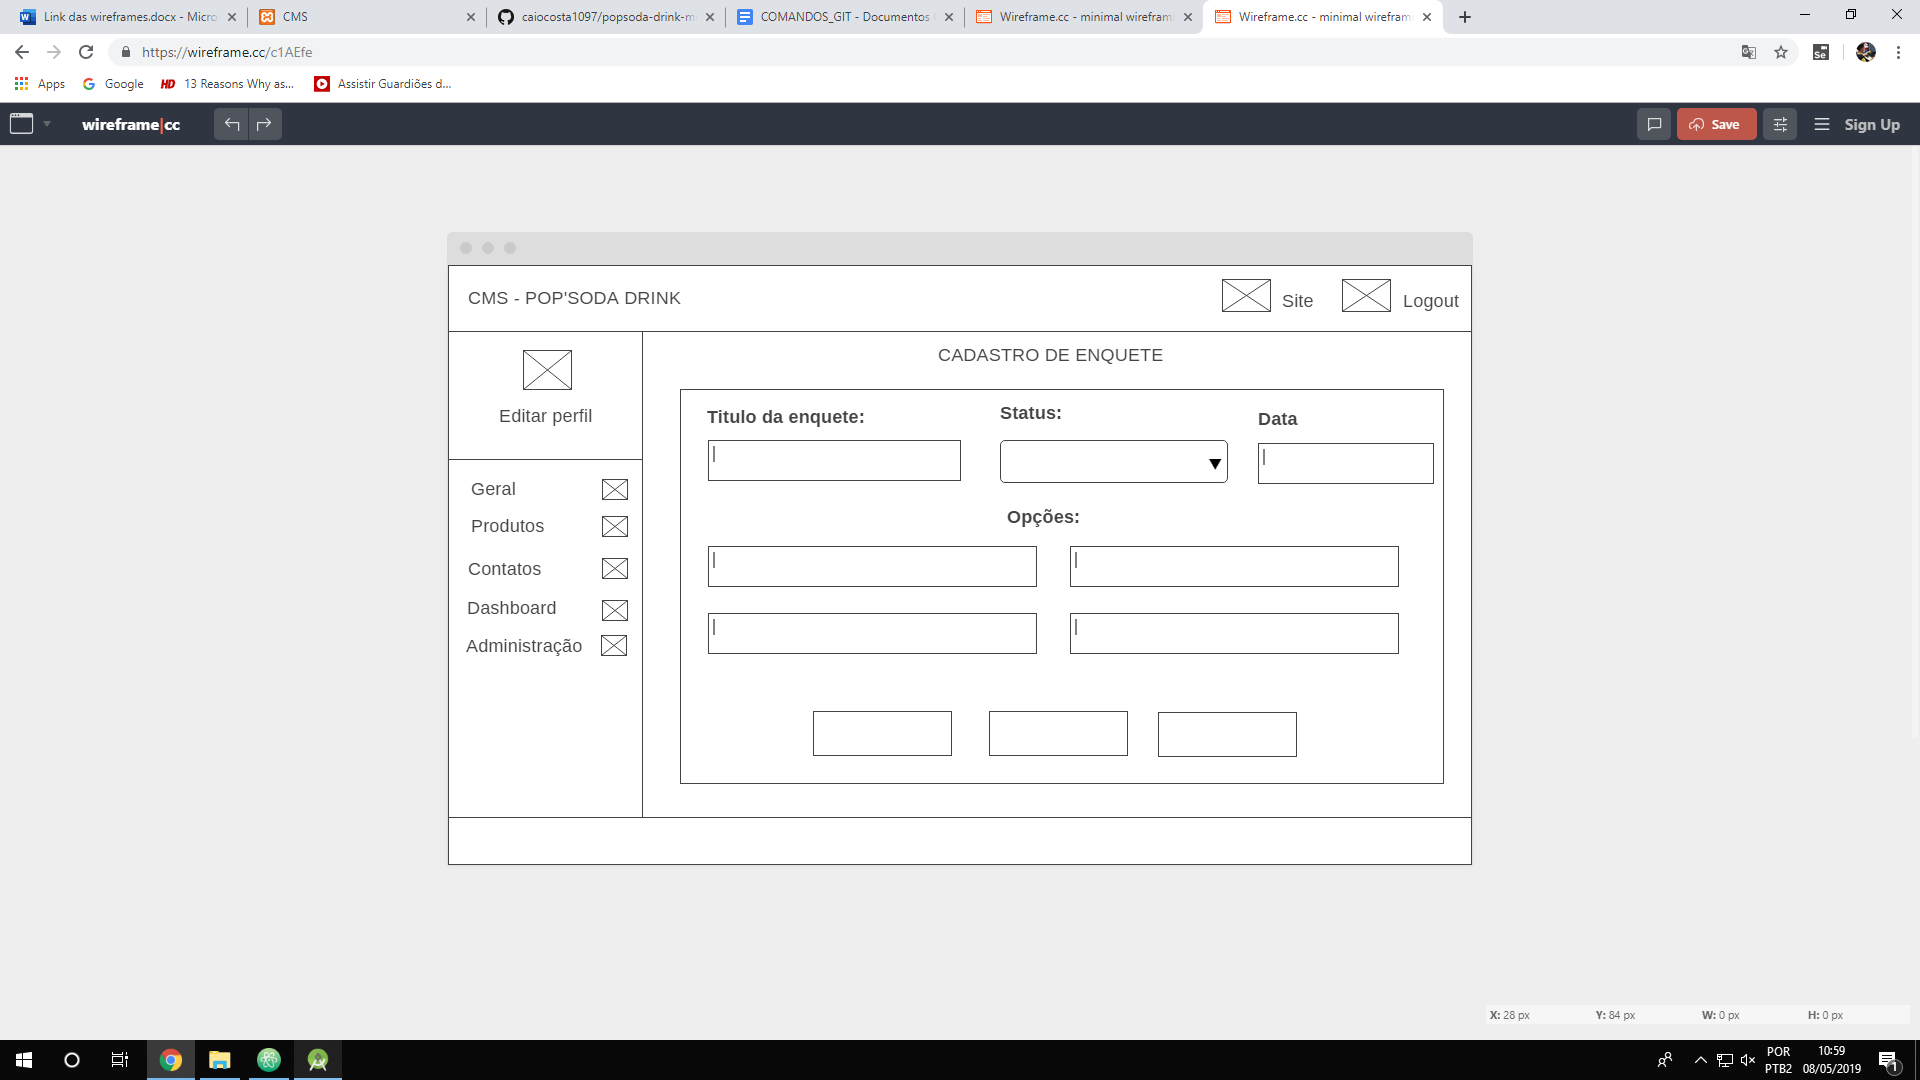 Link das wireframes.docx - Micro
CMS
caiocosta1097/popsoda-drink-m
COMANDOS_GIT - Documentos
Wireframe.cc - minimal wirefram
Wireframe.cc - minimal wirefram
https://wireframe.cc/c1AEfe
Apps
Google
HD 13 Reasons Why as...
Assistir Guardiões d...
wireframe|cc
Save
Sign Up
CMS - POP'SODA DRINK
Site
Logout
Editar perfil
CADASTRO DE ENQUETE
Titulo da enquete:
Status:
Data
Opções:
Geral
Produtos
Contatos
Dashboard
Administração
X: 28 px
Y: 84 px
W: 0 px
H: 0 px
POR
PTB2
10:59
08/05/2019
1